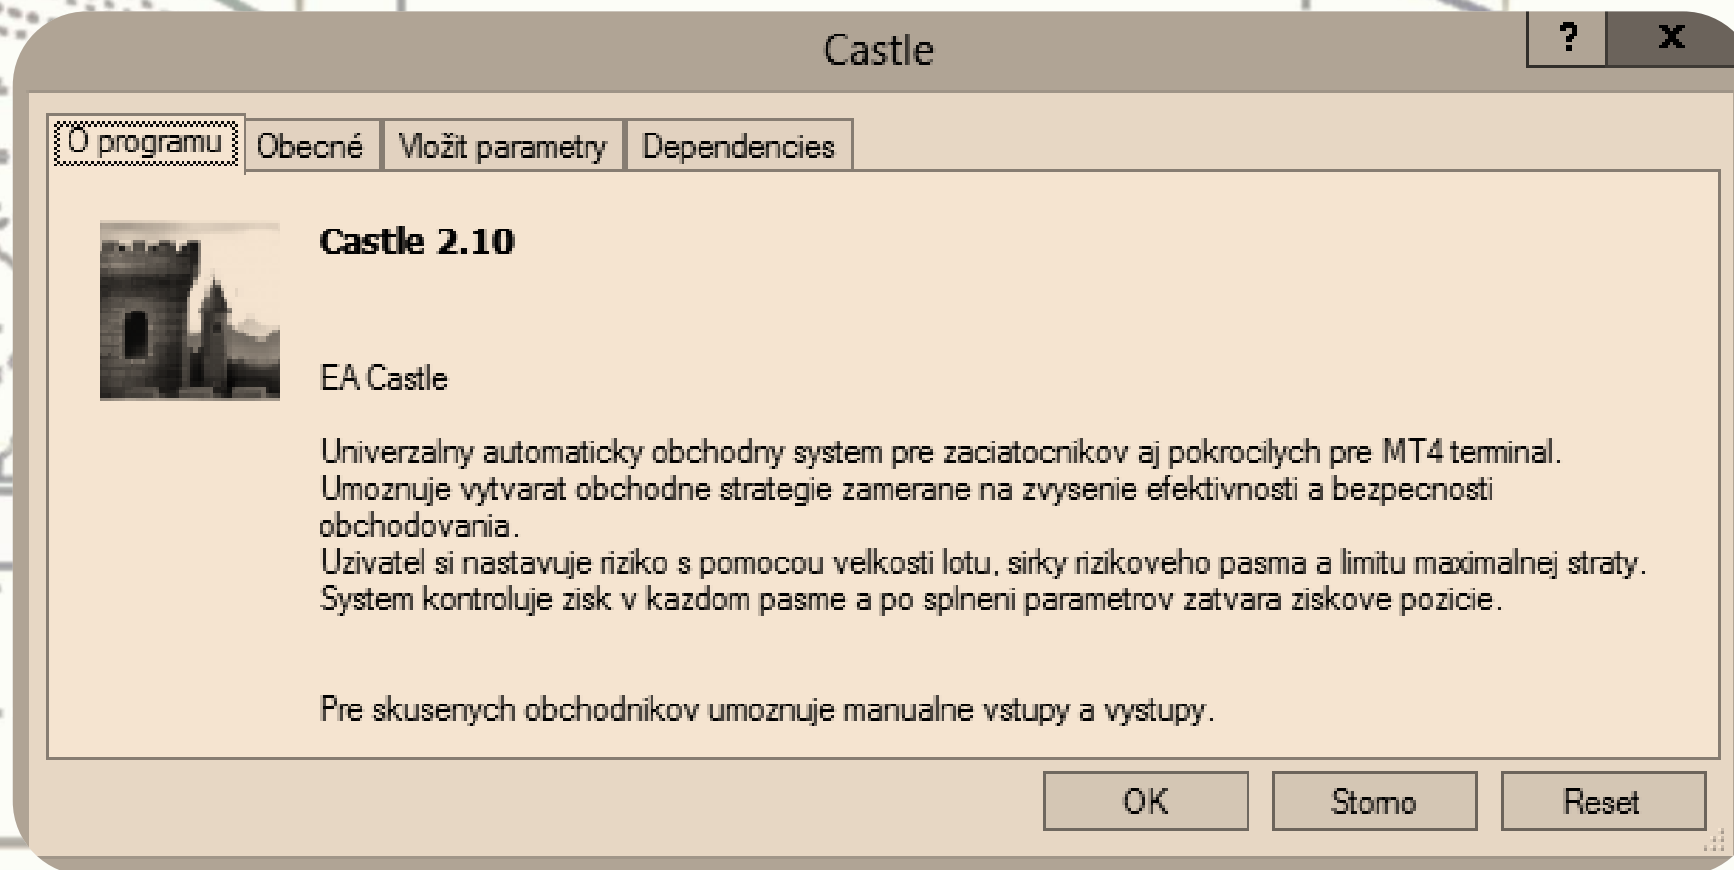 Castle
? x
O programu Obecné Vložit parametry Dependencies
Castle 2.10
EA Castle
Univerzalny automaticky obchodny system pre zaciatocnikov aj pokrocilych pre MT4 terminal.
Umoznuje vytvarat obchodne strategie zamerane na zvysenie efektivnosti a bezpecnosti
obchodovania.
Uzivatel si nastavuje riziko s pomocou velkosti lotu, sirky rizikoveho pasma a limitu maximalnej straty.
System kontroluje zisk v kazdom pasme a po splneni parametrov zatvara ziskove pozicie.
Pre skusenych obchodnikov umoznuje manualne vstupy a vystupy.
OK Storno Reset